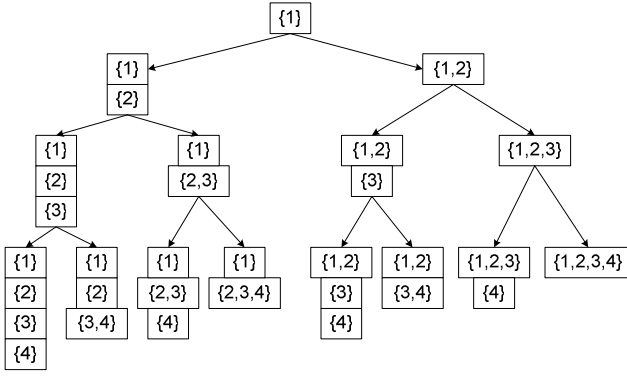 {1}
{1} {1,2}
{2}
{1} {1} {1,2} {1,2,3}
{2} {2,3} {3}
{3}
{1} {1} {1} {1} {1,2} {1,2} {1,2,3} {1,2,3,4}
{2} {2} {2,3} {2,3,4} {3} {3,4} {4}
{3} {3,4} {4} {4}
{4}